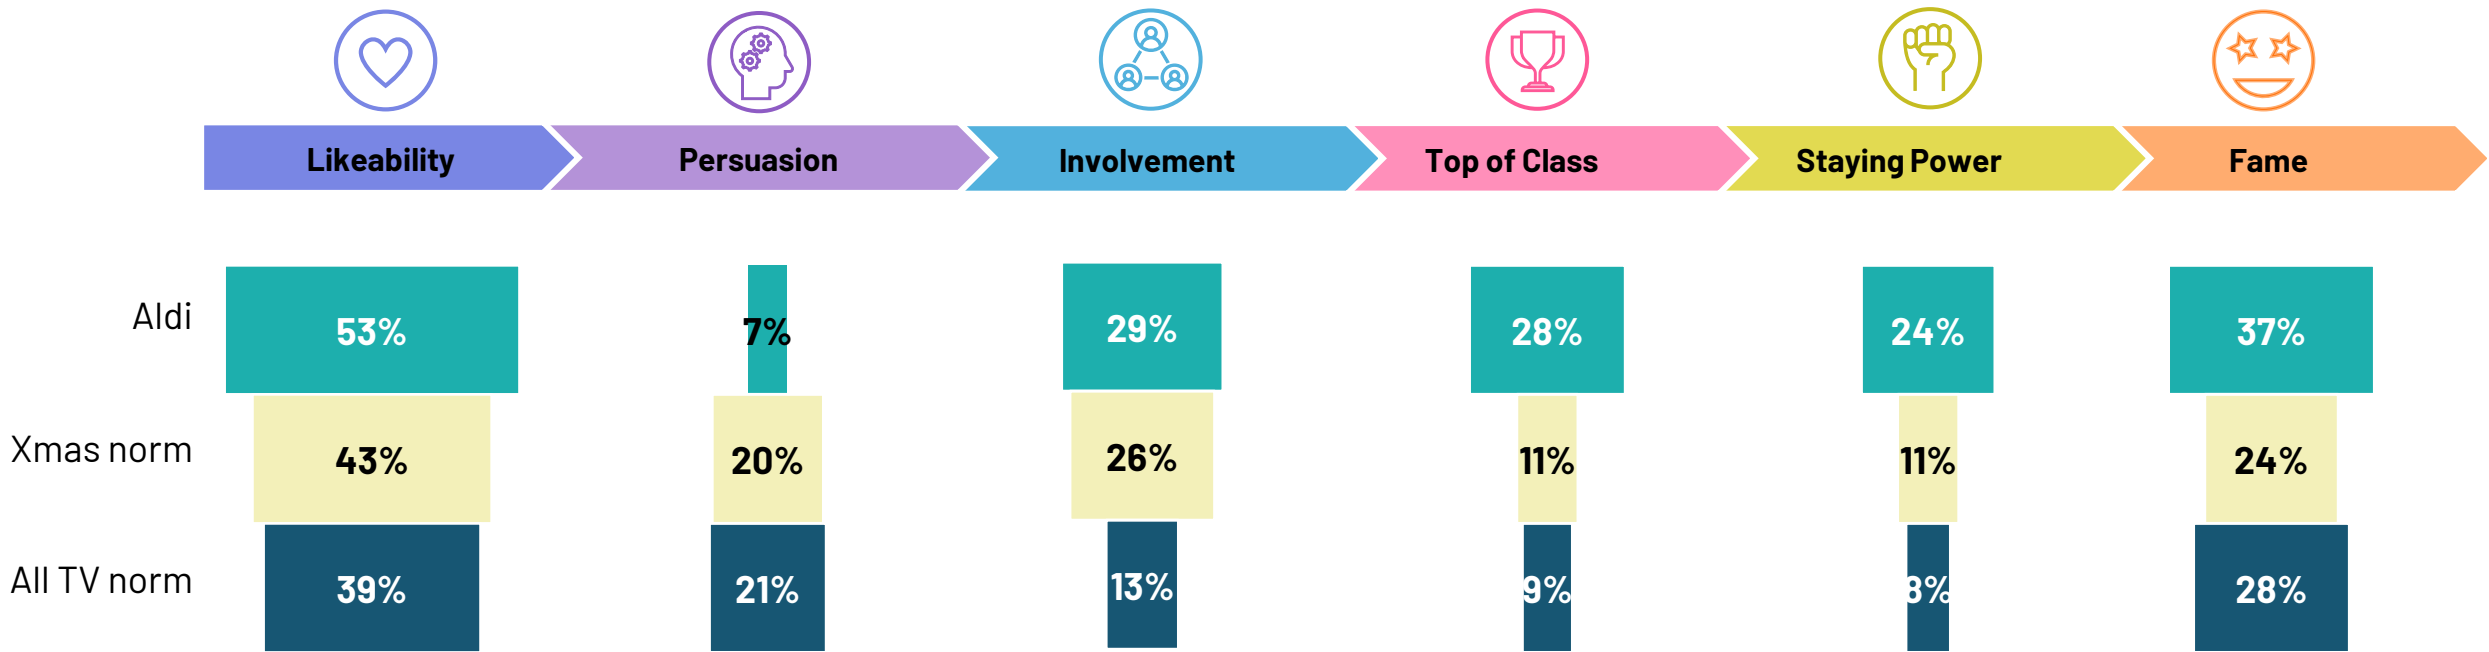 Likeability Persuasion Involvement Top of Class Staying Power Fame
Aldi 53% 7% 29% 28% 24% 37%
Xmas norm 43% 20% 26% 11% 11% 24%
All TV norm 39% 21% 13% 9% 8% 28%